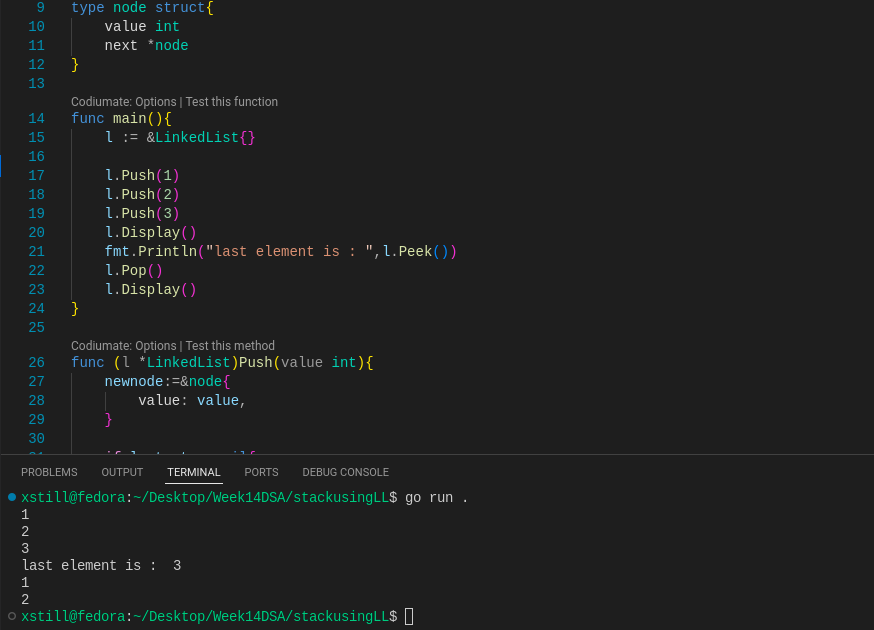 9 type node struct{
10     value int
11     next *node
12 }
13
Codiumate: Options | Test this function
14 func main(){
15     l := &LinkedList{}
16
17     l.Push(1)
18     l.Push(2)
19     l.Push(3)
20     l.Display()
21     fmt.Println("last element is : ",l.Peek())
22     l.Pop()
23     l.Display()
24 }
25
Codiumate: Options | Test this method
26 func (l *LinkedList)Push(value int){
27     newnode:=&node{
28         value: value,
29     }
30
PROBLEMS OUTPUT TERMINAL PORTS DEBUG CONSOLE
xstill@fedora:~/Desktop/Week14DSA/stackusingLL$ go run .
1
2
3
last element is :  3
1
2
xstill@fedora:~/Desktop/Week14DSA/stackusingLL$